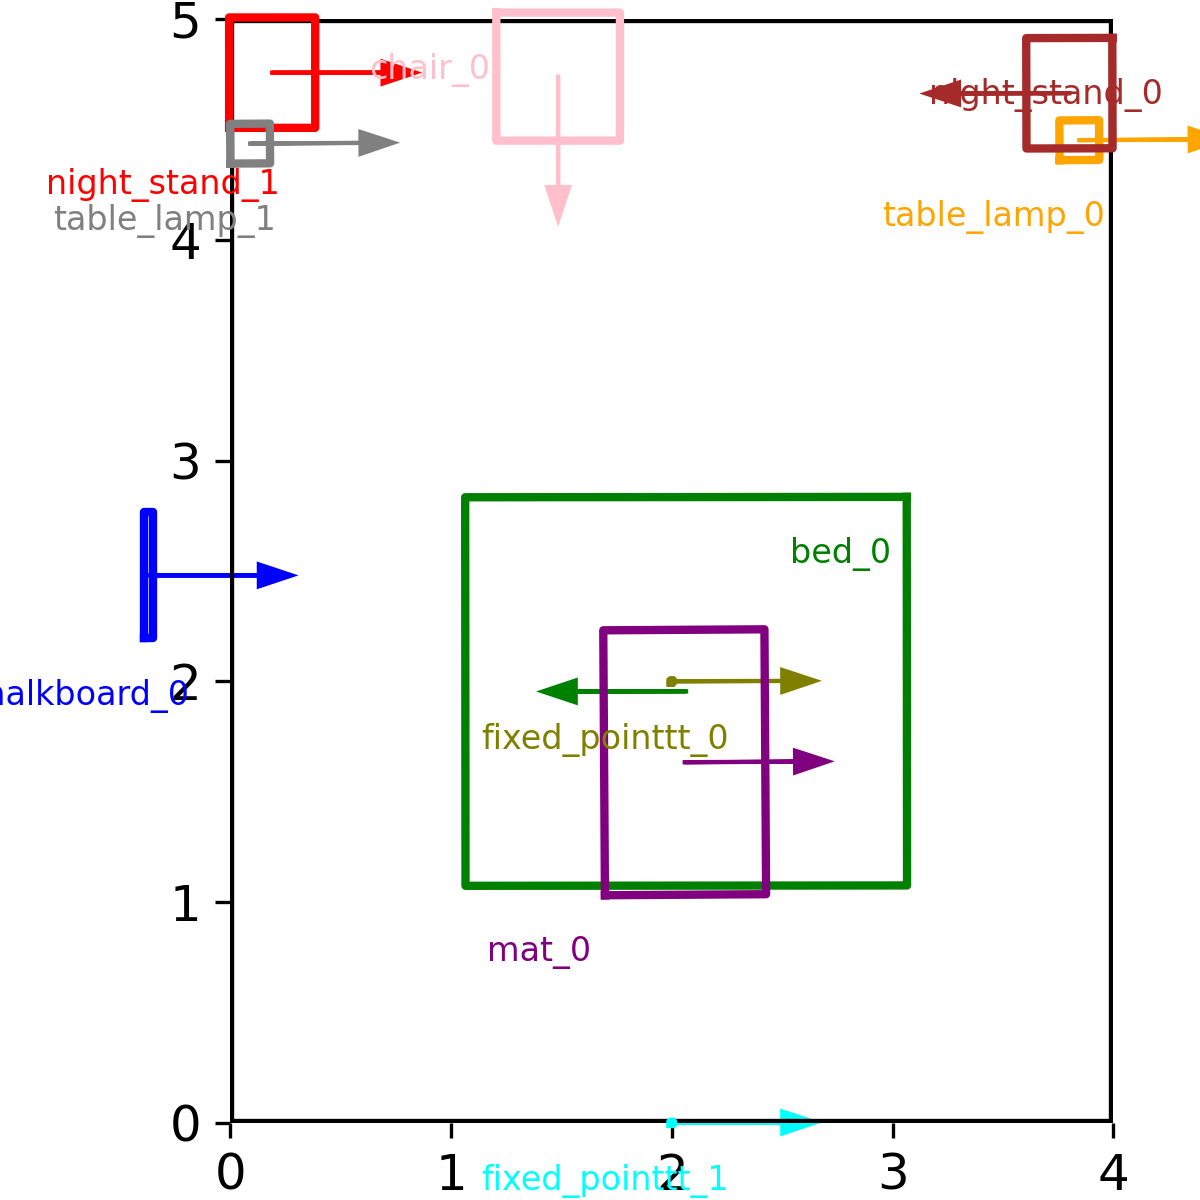 5
chair_0
night_stand_0
night_stand_1
table_lamp_1
table_lamp_0
4
3
bed_0
2
halkboard_0
fixed_pointtt_0
mat_0
1
0
0 1 2 3 4
fixed_pointtt_1